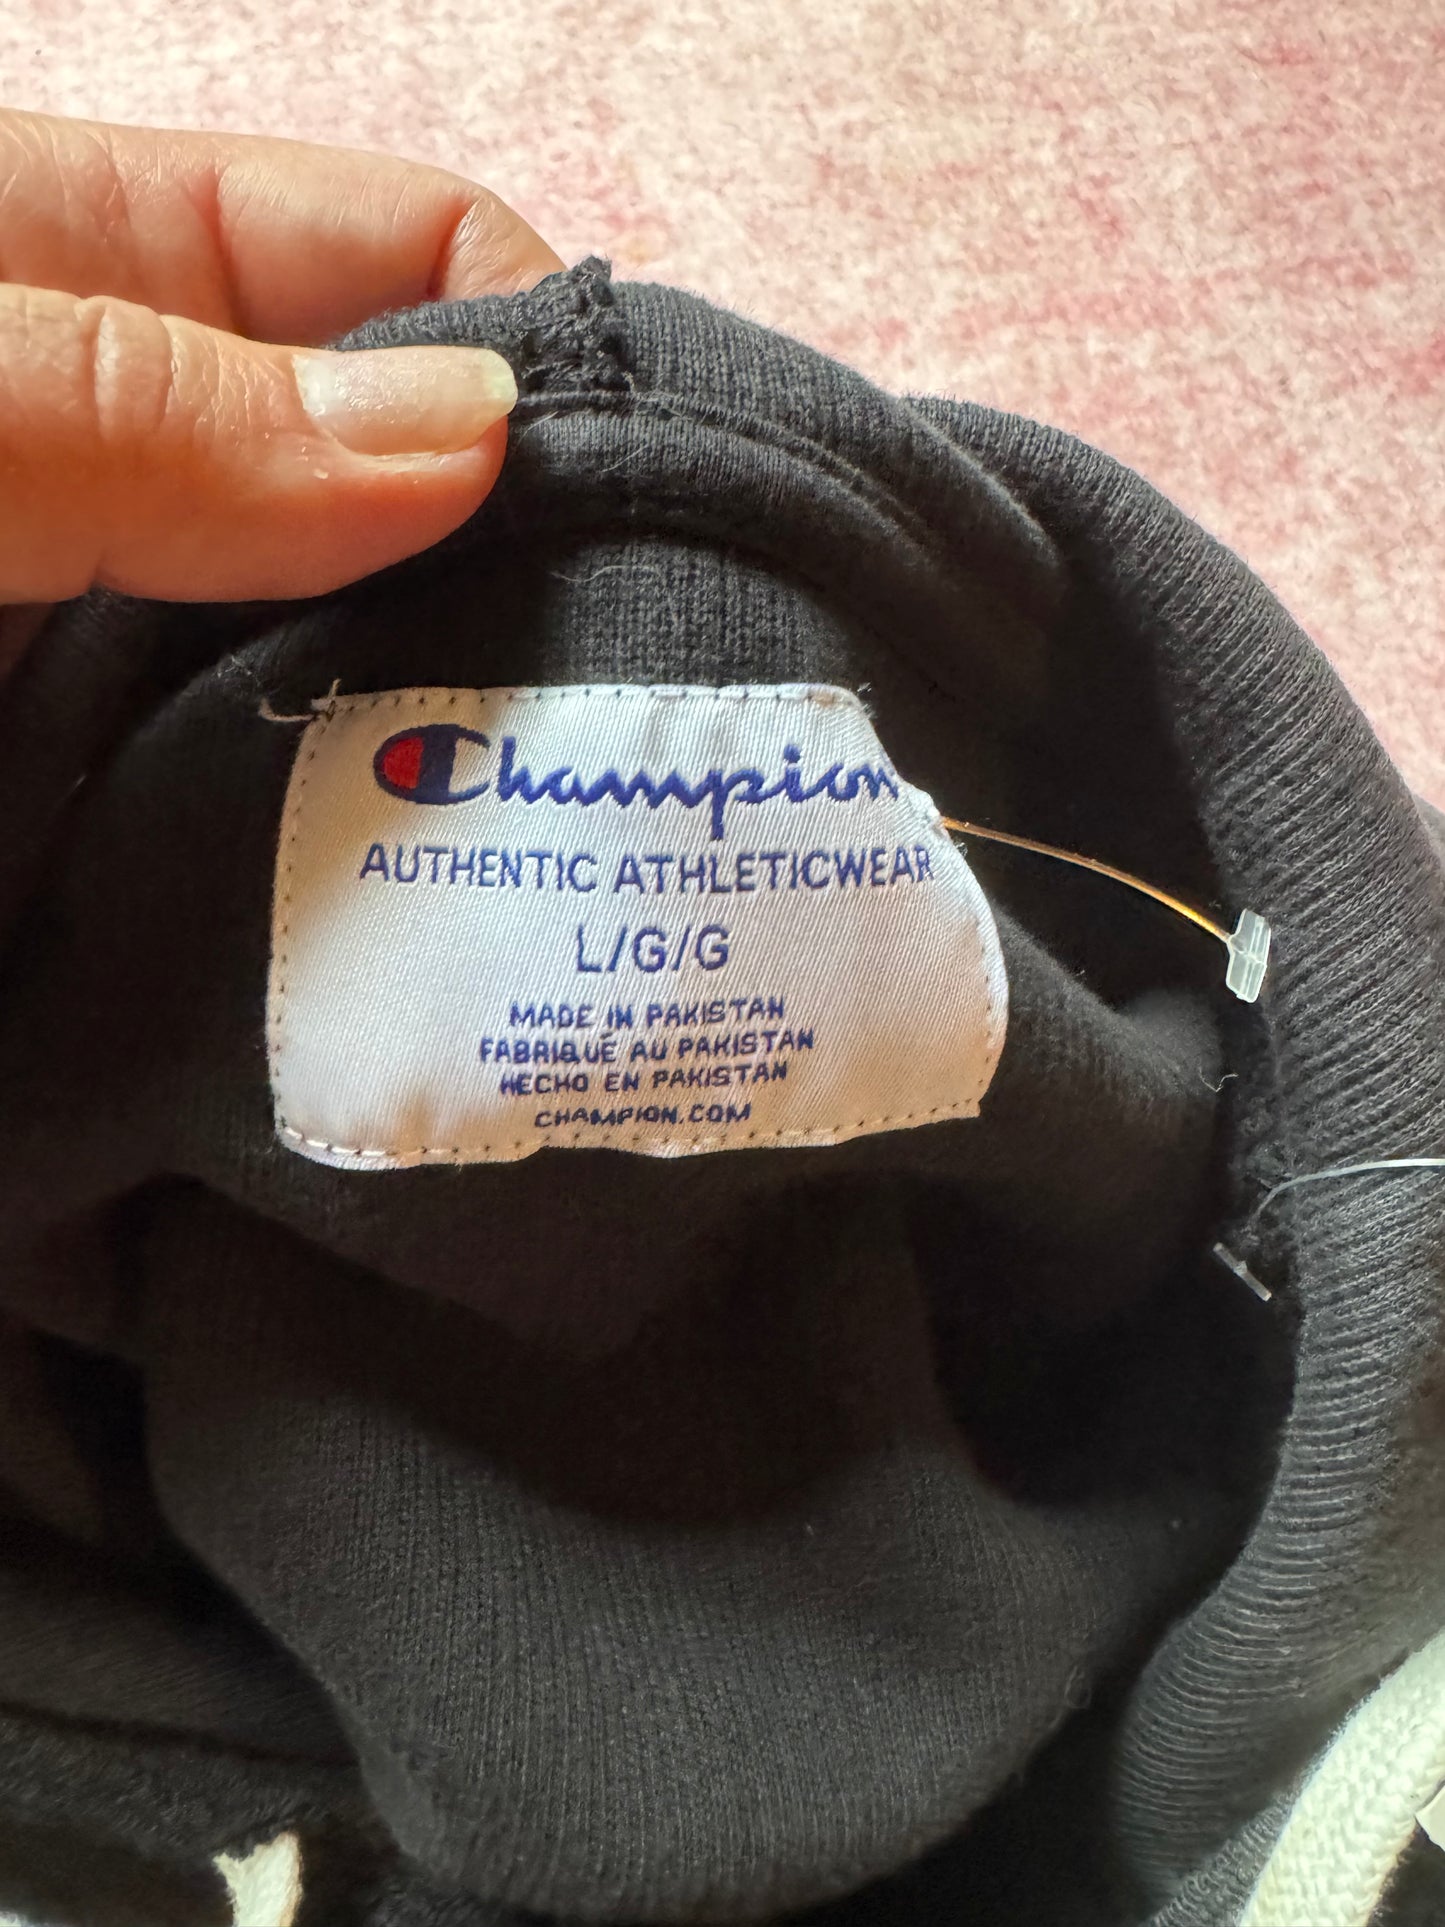 Champion
AUTHENTIC ATHLETICWEAR
L/G/G
MADE IN PAKISTAN
FABRIQUÉ AU PAKISTAN
HECHO EN PAKISTAN
CHAMPION.COM